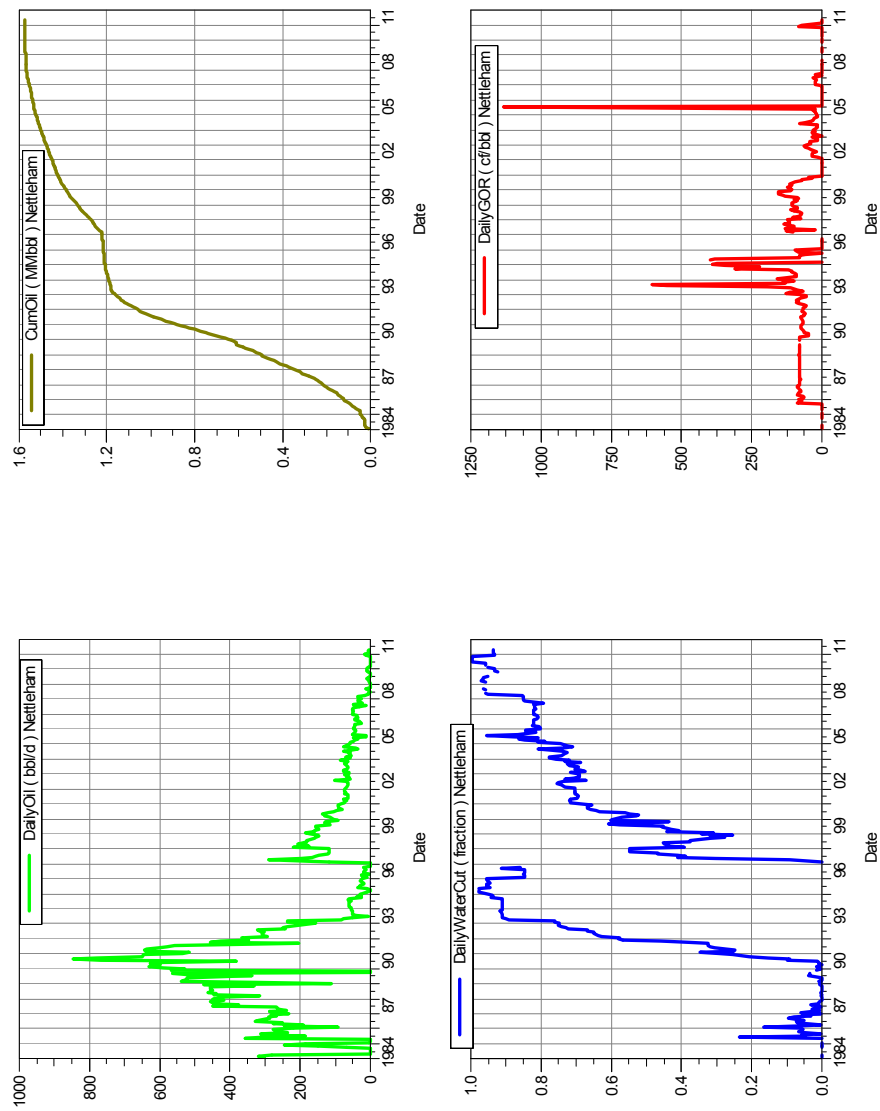 DailyOil ( bbl/d ) Nettleham
1000
800
600
400
200
0
1984 87 90 93 96 99 02 05 08 11
Date
CumOil ( MMbbl ) Nettleham
1.6
1.2
0.8
0.4
0.0
1984 87 90 93 96 99 02 05 08 11
Date
DailyWaterCut ( fraction ) Nettleham
1.0
0.8
0.6
0.4
0.2
0.0
1984 87 90 93 96 99 02 05 08 11
Date
DailyGOR ( cf/bbl ) Nettleham
1250
1000
750
500
250
0
1984 87 90 93 96 99 02 05 08 11
Date